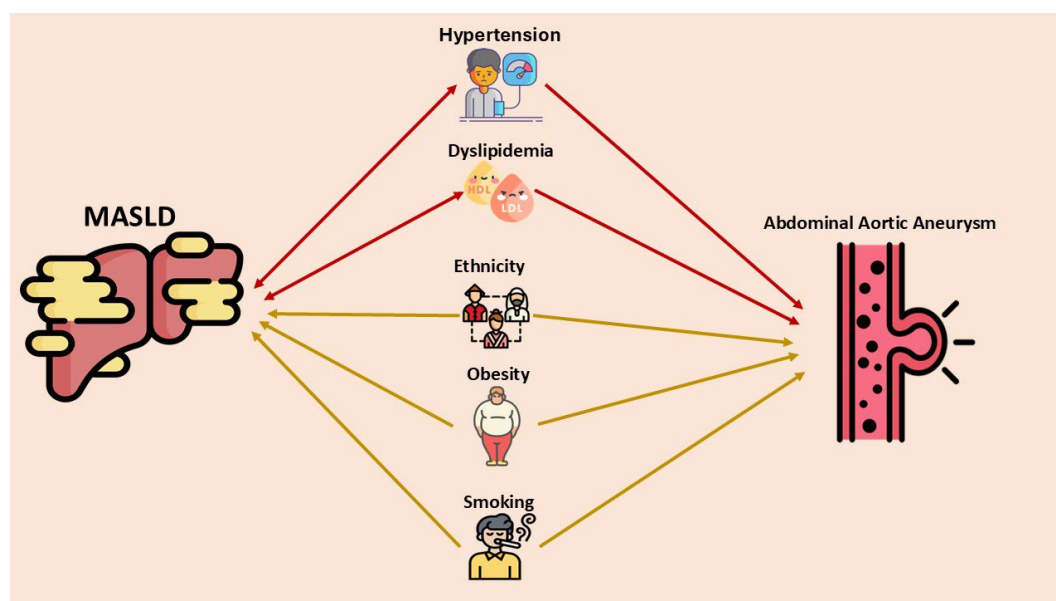 Hypertension
Dyslipidemia
HDL
LDL
MASLD
Abdominal Aortic Aneurysm
Ethnicity
Obesity
Smoking